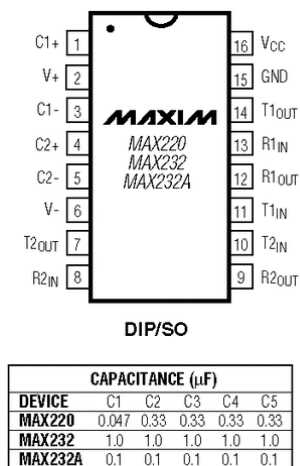 C1+ 1 16 VCC
V+ 2 15 GND
C1- 3 14 T1OUT
MAXIM
C2+ 4 13 R1IN
MAX220
MAX232
MAX232A
C2- 5 12 R1OUT
V- 6 11 T1IN
T2OUT 7 10 T2IN
R2IN 8 9 R2OUT
DIP/SO
CAPACITANCE (µF)
DEVICE C1 C2 C3 C4 C5
MAX220 0.047 0.33 0.33 0.33 0.33
MAX232 1.0 1.0 1.0 1.0 1.0
MAX232A 0.1 0.1 0.1 0.1 0.1